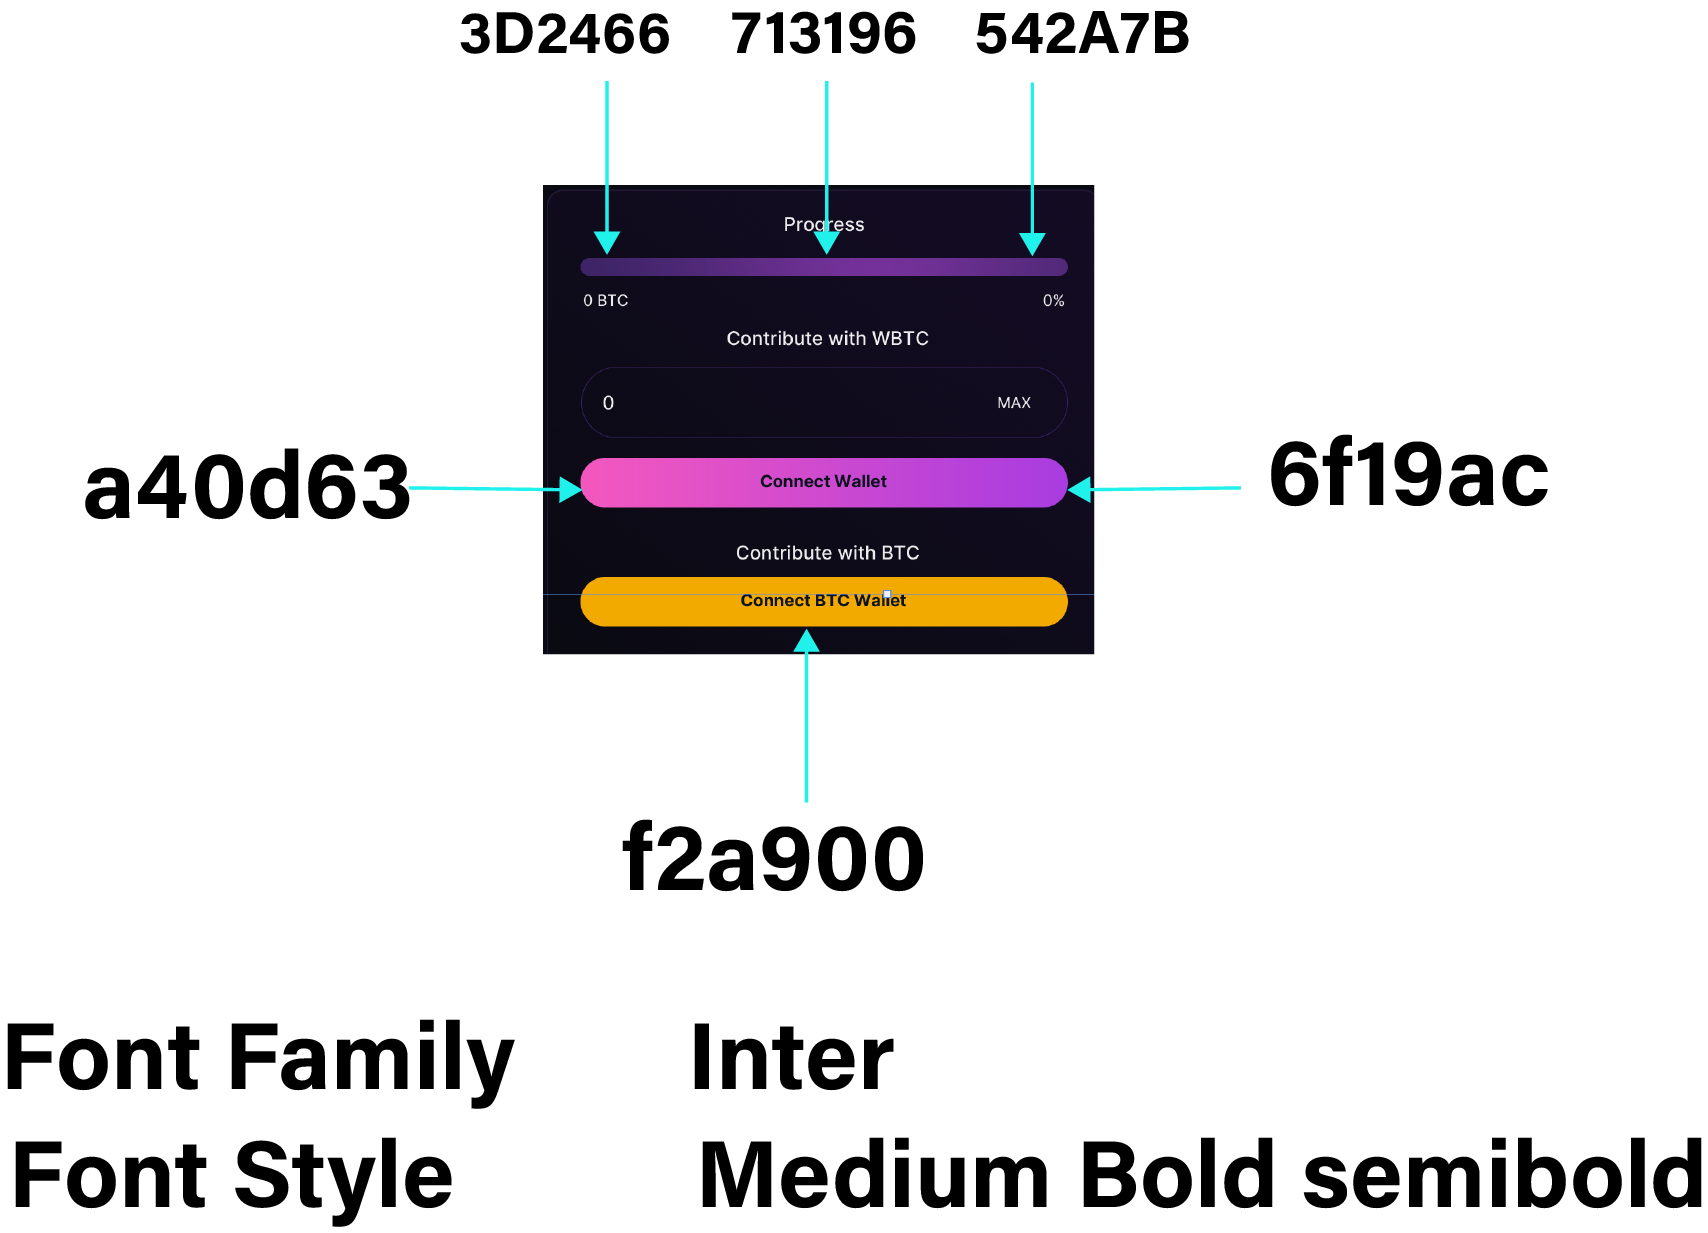 3D2466 713196 542A7B
Progress
0 BTC 0%
Contribute with WBTC
0 MAX
a40d63 Connect Wallet 6f19ac
Contribute with BTC
Connect BTC Wallet
f2a900
Font Family Inter
Font Style Medium Bold semibold